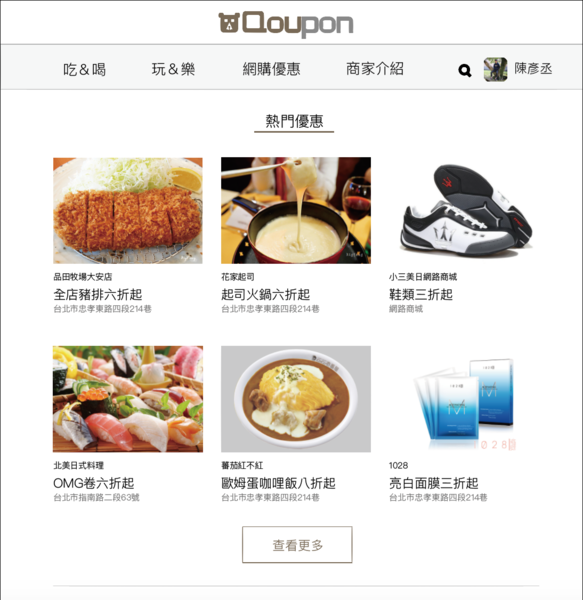 Qoupon
吃＆喝 玩＆樂 網購優惠 商家介紹 陳彥丞
熱門優惠
品田牧場大安店
全店豬排六折起
台北市忠孝東路四段214巷
花家起司
起司火鍋六折起
台北市忠孝東路四段214巷
小三美日網路商城
鞋類三折起
網路商城
北美日式料理
OMG卷六折起
台北市指南路二段63號
蕃茄紅不紅
歐姆蛋咖哩飯八折起
台北市忠孝東路四段214巷
1028
1028
亮白面膜三折起
台北市忠孝東路四段214巷
查看更多